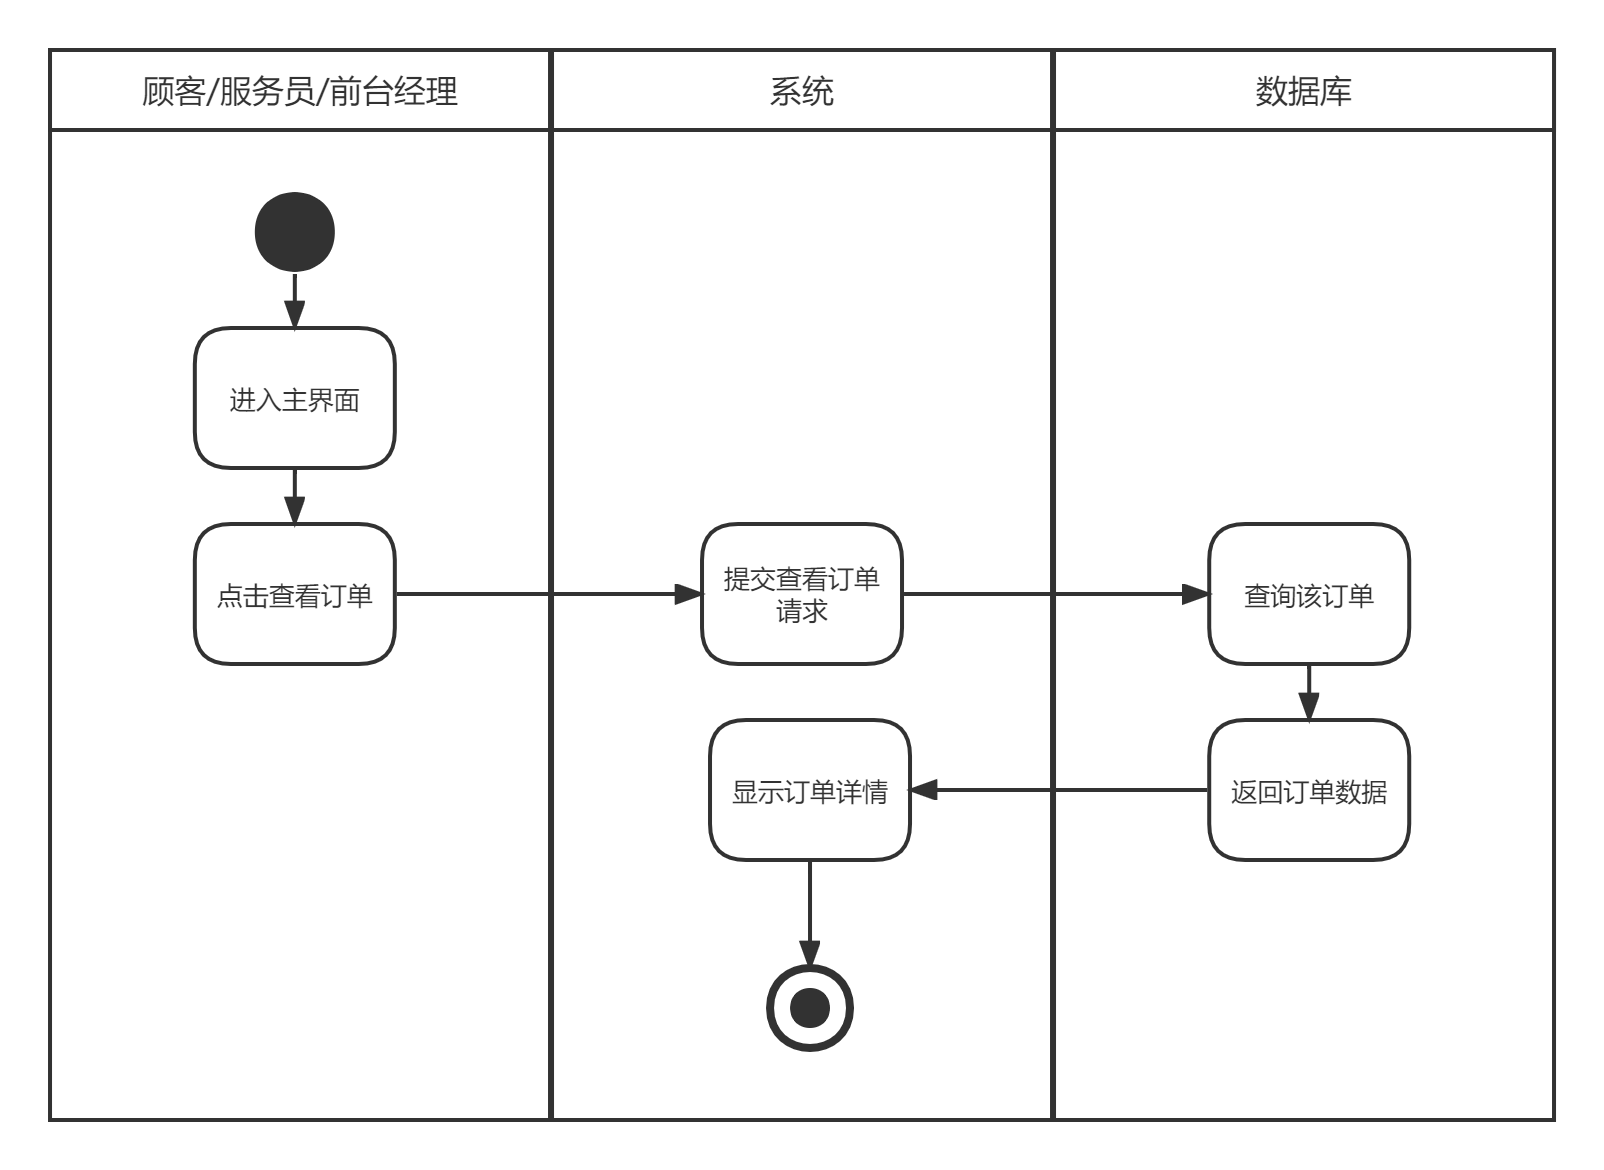 顾客/服务员/前台经理
系统
数据库
进入主界面
点击查看订单
提交查看订单
请求
查询该订单
显示订单详情
返回订单数据